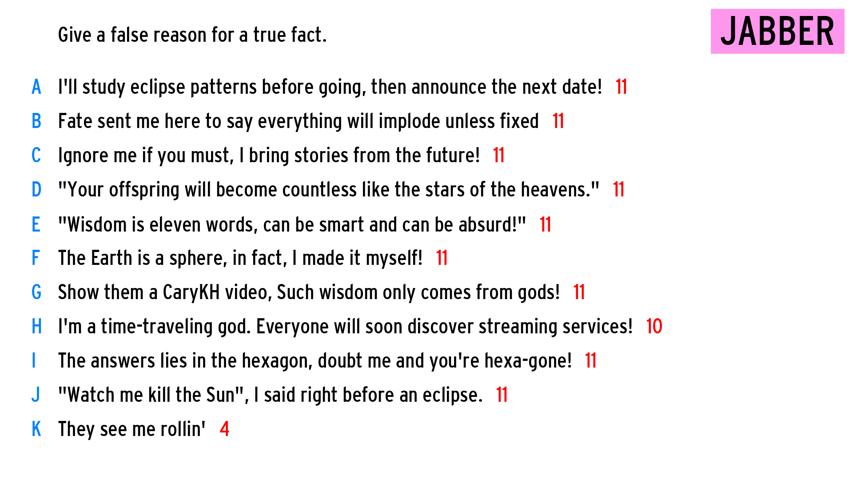 Give a false reason for a true fact.
JABBER
A I'll study eclipse patterns before going, then announce the next date! 11
B Fate sent me here to say everything will implode unless fixed 11
C Ignore me if you must, I bring stories from the future! 11
D "Your offspring will become countless like the stars of the heavens." 11
E "Wisdom is eleven words, can be smart and can be absurd!" 11
F The Earth is a sphere, in fact, I made it myself! 11
G Show them a CaryKH video, Such wisdom only comes from gods! 11
H I'm a time-traveling god. Everyone will soon discover streaming services! 10
I The answers lies in the hexagon, doubt me and you're hexa-gone! 11
J "Watch me kill the Sun", I said right before an eclipse. 11
K They see me rollin' 4